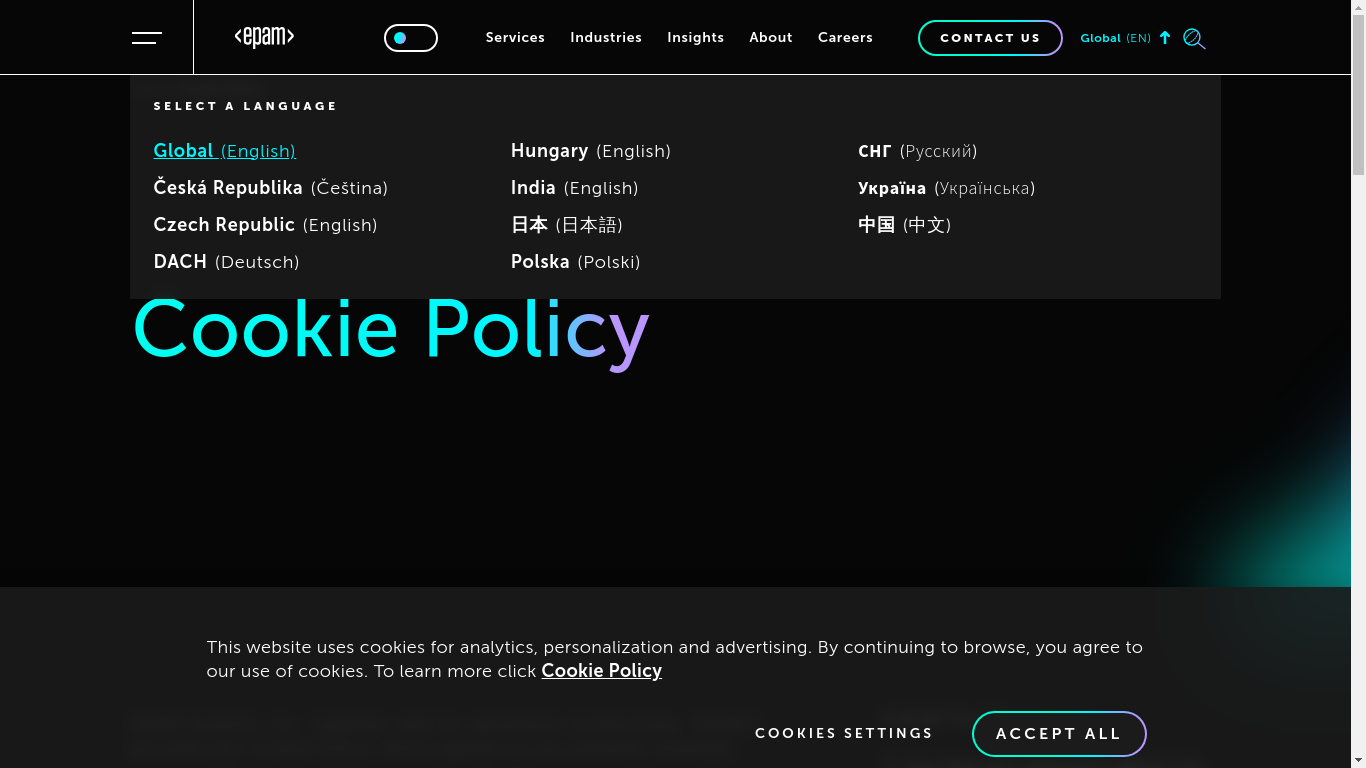 <epam>
Services
Industries
Insights
About
Careers
CONTACT US
Global (EN)
SELECT A LANGUAGE
Global (English)
Česká Republika (Čeština)
Czech Republic (English)
DACH (Deutsch)
Hungary (English)
India (English)
日本 (日本語)
Polska (Polski)
СНГ (Русский)
Україна (Українська)
中国 (中文)
Cookie Policy
This website uses cookies for analytics, personalization and advertising. By continuing to browse, you agree to
our use of cookies. To learn more click Cookie Policy
COOKIES SETTINGS
ACCEPT ALL